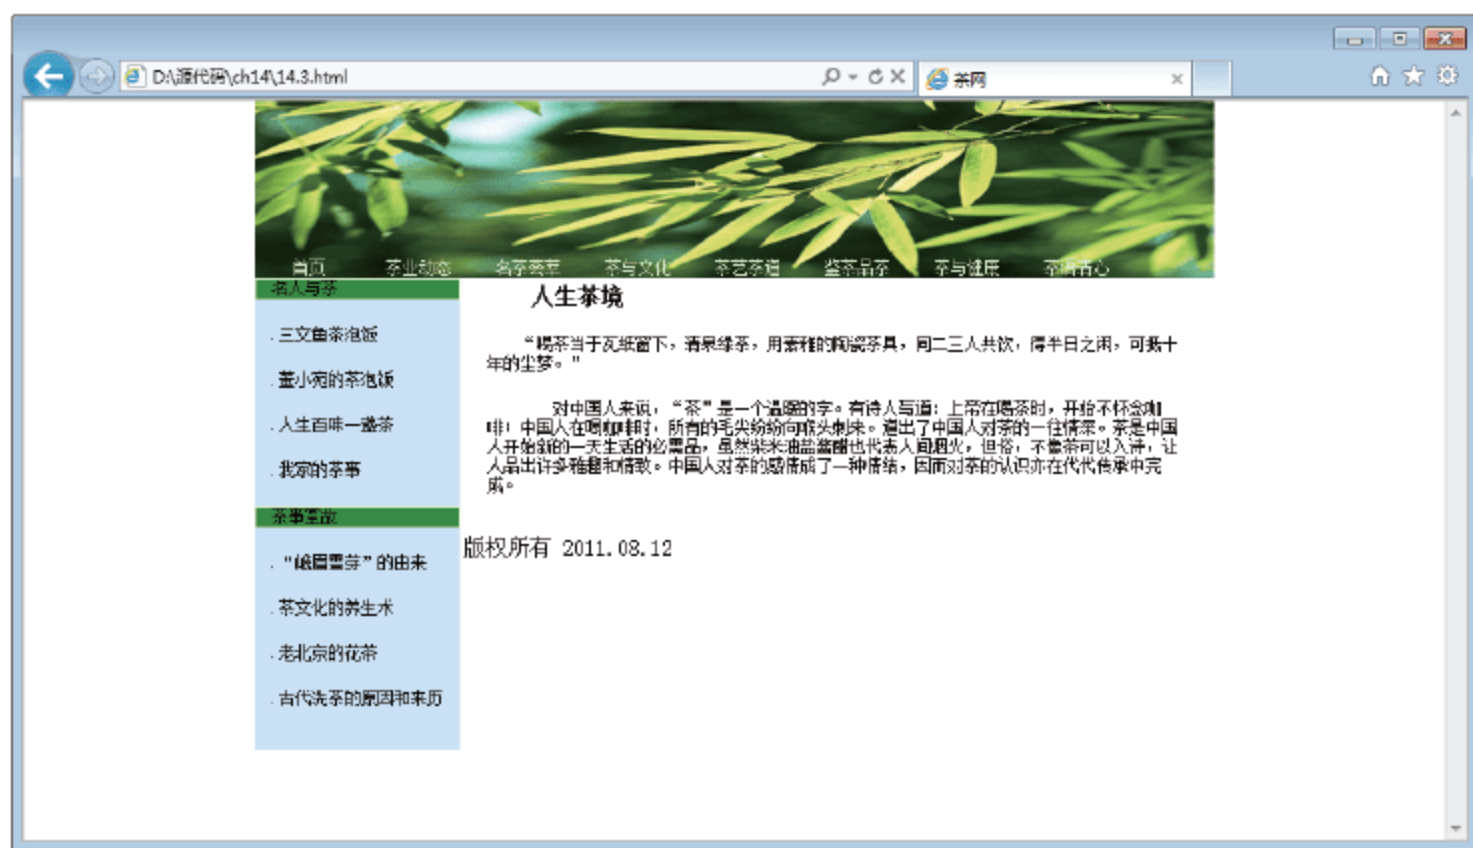 D:\源代码\ch14\14.3.html
茶网
首页 茶业动态 名茶荟萃 茶与文化 茶艺茶道 鉴茶品茶 茶与健康 茶语清心
名人与茶
. 三文鱼茶泡饭
. 董小宛的茶泡饭
. 人生百味一盏茶
. 我家的茶事
茶事掌故
. “峨眉雪芽”的由来
. 茶文化的养生术
. 老北京的花茶
. 古代洗茶的原因和来历
人生茶境
“喝茶当于瓦纸窗下，清泉绿茶，用素雅的陶瓷茶具，同二三人共饮，得半日之闲，可抵十
年的尘梦。”
对中国人来说，“茶”是一个温暖的字。有诗人写道：上常在喝茶时，开始不怀念咖
啡！中国人在喝咖啡时，所有的毛尖纷纷向喉头刺来。道出了中国人对茶的一往情深。茶是中国
人开始新的一天生活的必需品，虽然柴米油盐酱醋也代表人间烟火，但俗，不像茶可以入诗，让
人品出许多雅趣和情致。中国人对茶的感情成了一种情结，因而对茶的认识亦在代代传承中完
成。
版权所有 2011.08.12